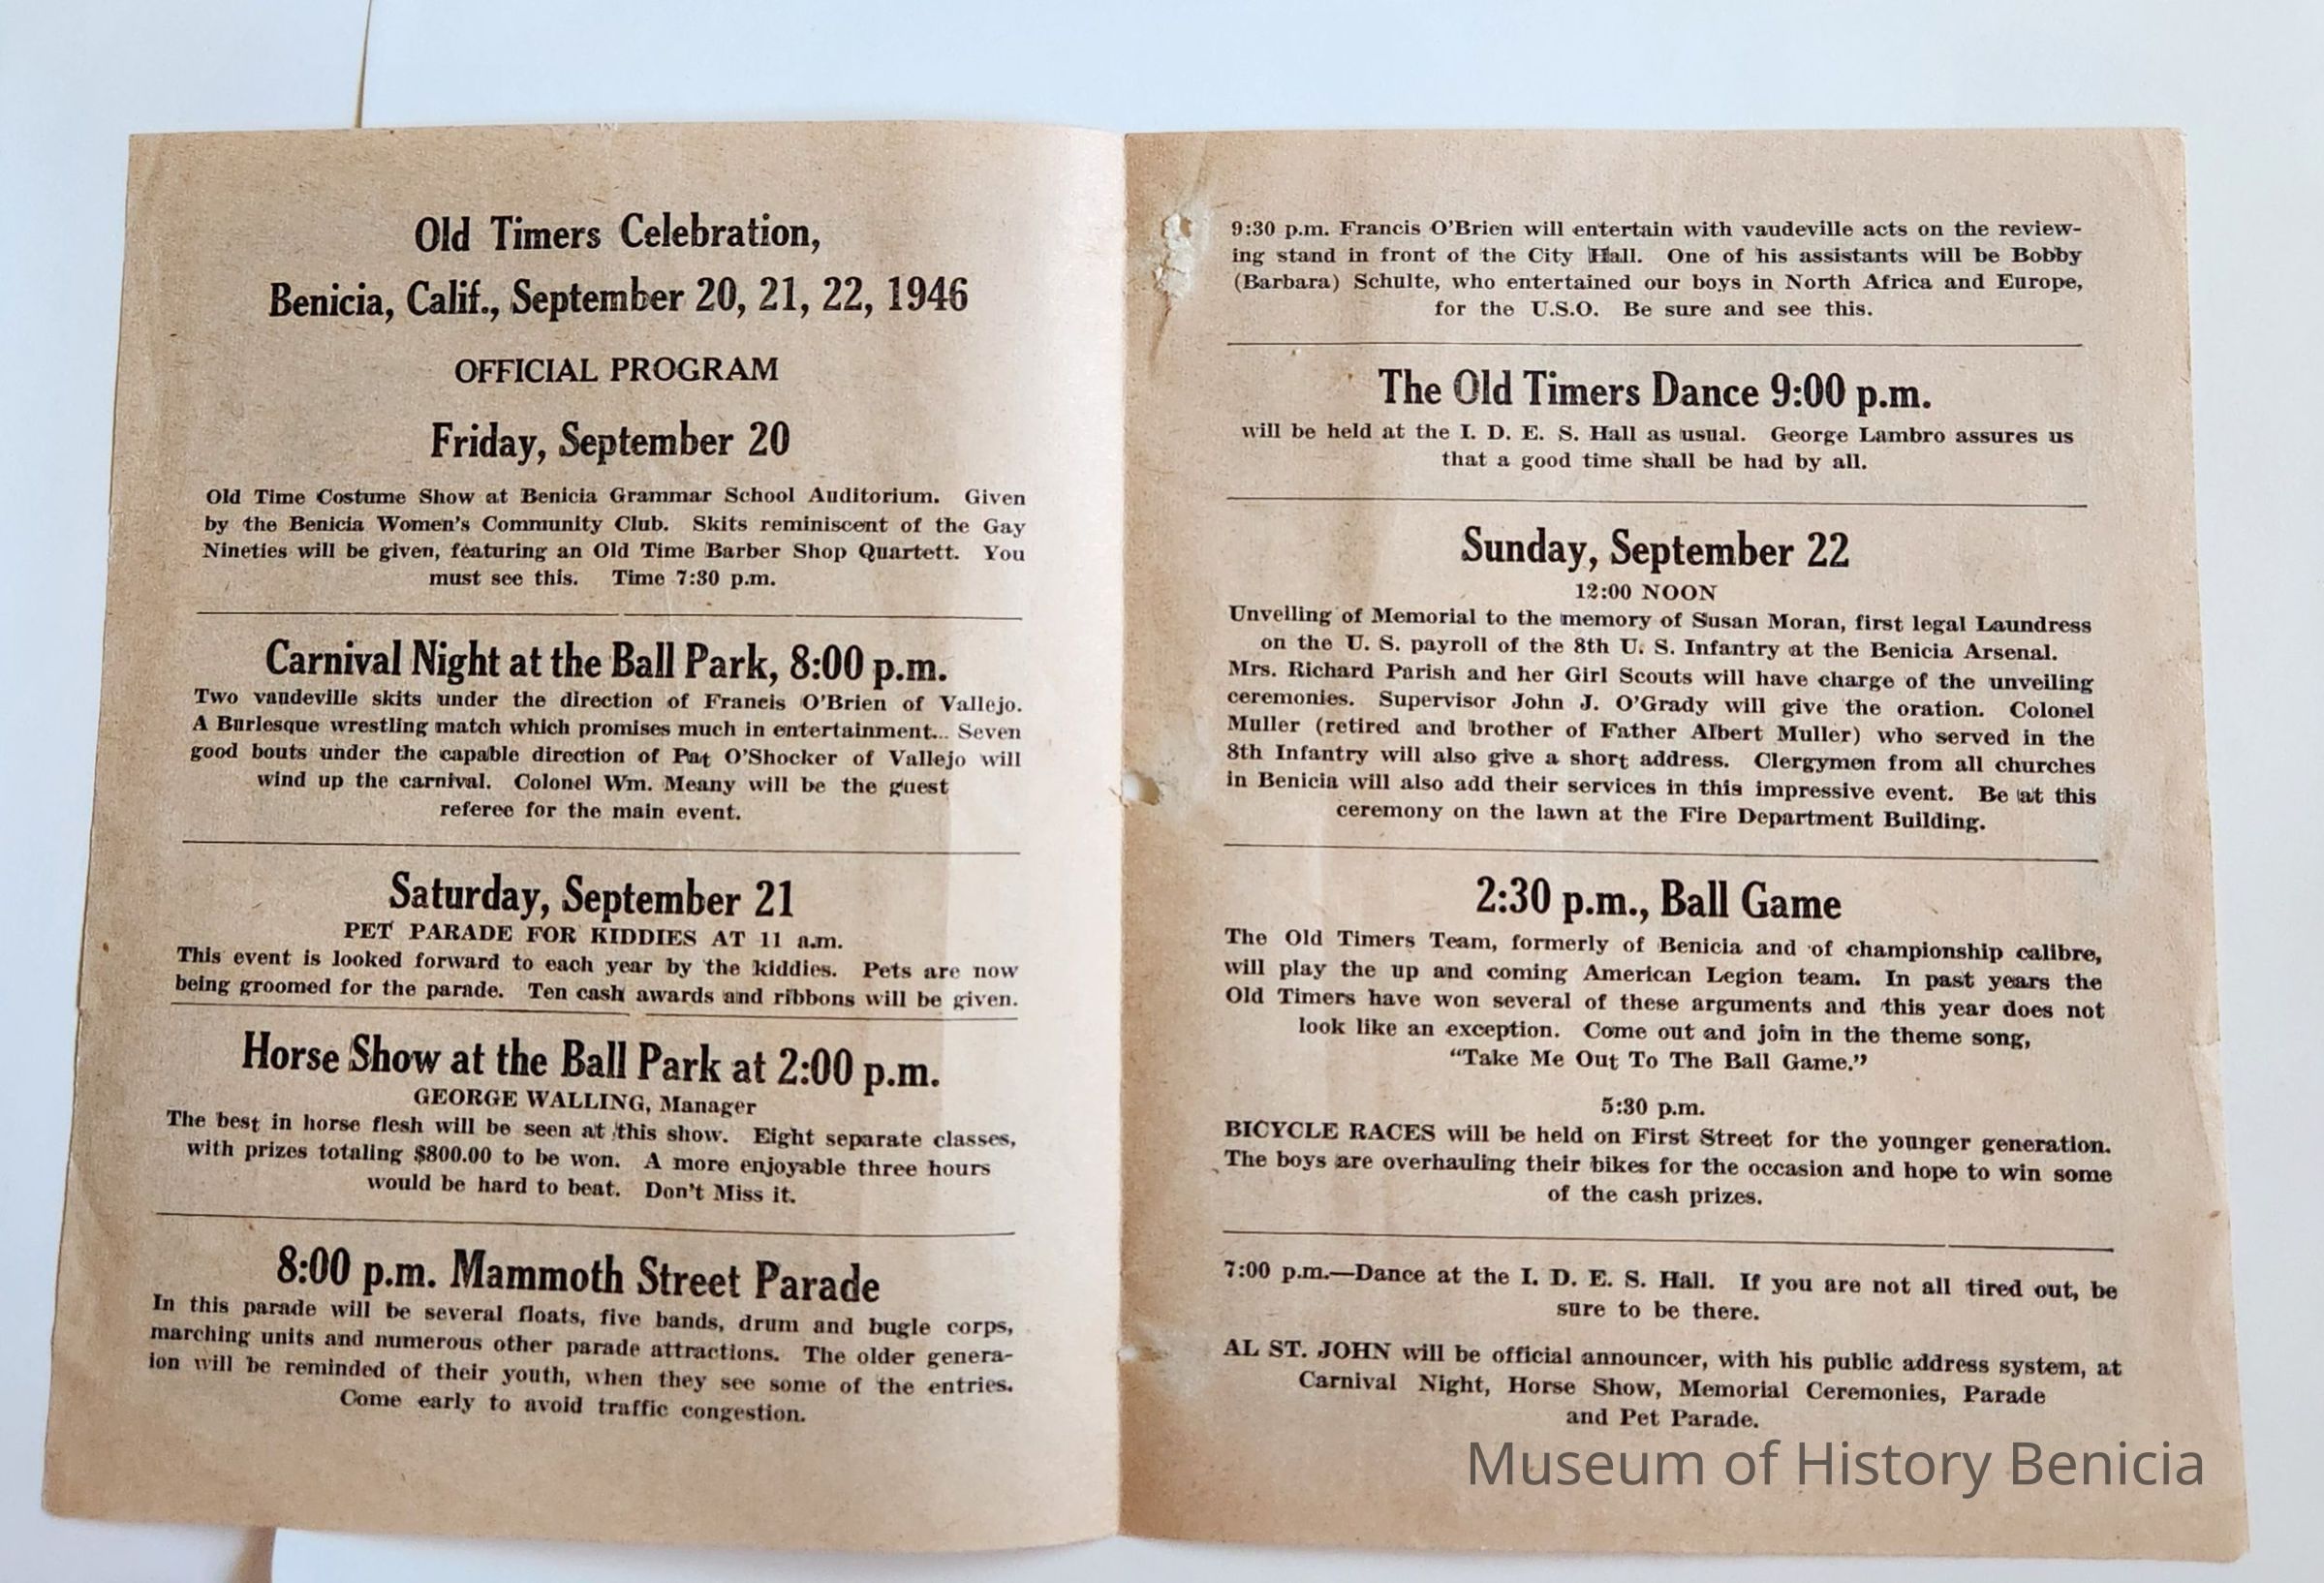 Old Timers Celebration,
Benicia, Calif., September 20, 21, 22, 1946
OFFICIAL PROGRAM
Friday, September 20
Old Time Costume Show at Benicia Grammar School Auditorium. Given
by the Benicia Women's Community Club. Skits reminiscent of the Gay
Nineties will be given, featuring an Old Time Barber Shop Quartett. You
must see this. Time 7:30 p.m.
Carnival Night at the Ball Park, 8:00 p.m.
Two vaudeville skits under the direction of Francis O'Brien of Vallejo.
A Burlesque wrestling match which promises much in entertainment... Seven
good bouts under the capable direction of Pat O'Shocker of Vallejo will
wind up the carnival. Colonel Wm. Meany will be the guest
referee for the main event.
Saturday, September 21
PET PARADE FOR KIDDIES AT 11 a.m.
This event is looked forward to each year by the kiddies. Pets are now
being groomed for the parade. Ten cash awards and ribbons will be given.
Horse Show at the Ball Park at 2:00 p.m.
GEORGE WALLING, Manager
The best in horse flesh will be seen at this show. Eight separate classes,
with prizes totaling $800.00 to be won. A more enjoyable three hours
would be hard to beat. Don't Miss it.
8:00 p.m. Mammoth Street Parade
In this parade will be several floats, five bands, drum and bugle corps,
marching units and numerous other parade attractions. The older genera-
ion will be reminded of their youth, when they see some of the entries.
Come early to avoid traffic congestion.
9:30 p.m. Francis O'Brien will entertain with vaudeville acts on the review-
ing stand in front of the City Hall. One of his assistants will be Bobby
(Barbara) Schulte, who entertained our boys in North Africa and Europe,
for the U.S.O. Be sure and see this.
The Old Timers Dance 9:00 p.m.
will be held at the I. D. E. S. Hall as usual. George Lambro assures us
that a good time shall be had by all.
Sunday, September 22
12:00 NOON
Unveiling of Memorial to the memory of Susan Moran, first legal Laundress
on the U. S. payroll of the 8th U. S. Infantry at the Benicia Arsenal.
Mrs. Richard Parish and her Girl Scouts will have charge of the unveiling
ceremonies. Supervisor John J. O'Grady will give the oration. Colonel
Muller (retired and brother of Father Albert Muller) who served in the
8th Infantry will also give a short address. Clergymen from all churches
in Benicia will also add their services in this impressive event. Be at this
ceremony on the lawn at the Fire Department Building.
2:30 p.m., Ball Game
The Old Timers Team, formerly of Benicia and of championship calibre,
will play the up and coming American Legion team. In past years the
Old Timers have won several of these arguments and this year does not
look like an exception. Come out and join in the theme song,
"Take Me Out To The Ball Game."
5:30 p.m.
BICYCLE RACES will be held on First Street for the younger generation.
The boys are overhauling their bikes for the occasion and hope to win some
of the cash prizes.
7:00 p.m.—Dance at the I. D. E. S. Hall. If you are not all tired out, be
sure to be there.
AL ST. JOHN will be official announcer, with his public address system, at
Carnival Night, Horse Show, Memorial Ceremonies, Parade
and Pet Parade.
Museum of History Benicia